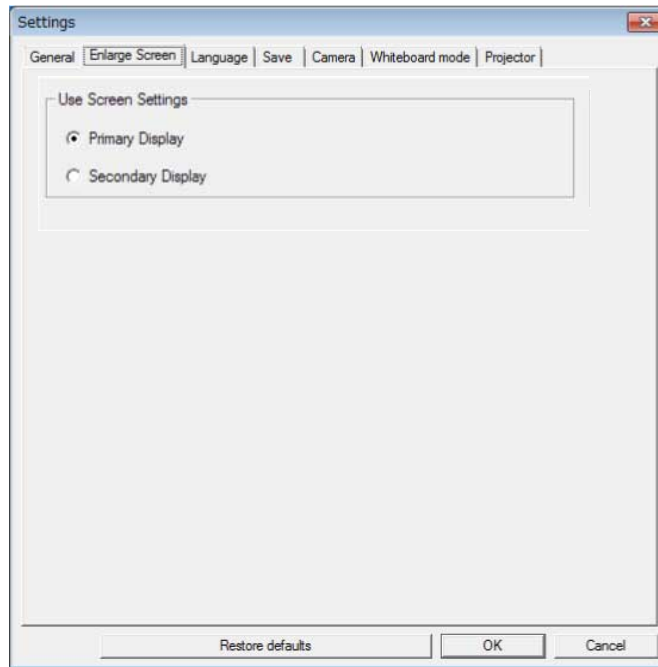 Settings
General Enlarge Screen Language Save Camera Whiteboard mode Projector
Use Screen Settings
Primary Display
Secondary Display
Restore defaults OK Cancel